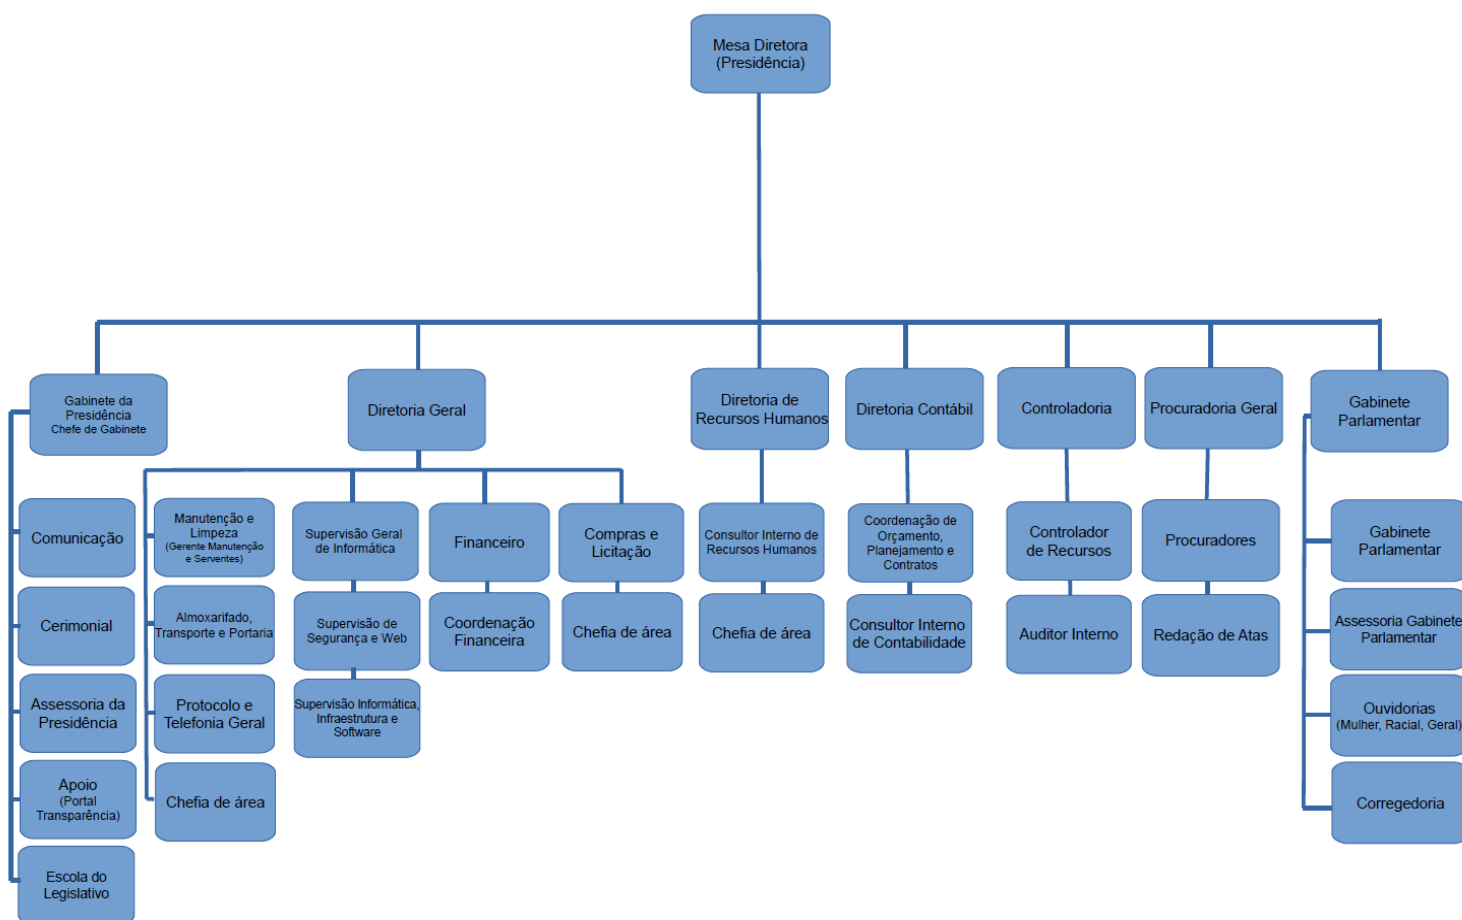 Mesa Diretora
(Presidência)
Gabinete da
Presidência
Chefe de Gabinete
Diretoria Geral
Diretoria de
Recursos Humanos
Diretoria Contábil
Controladoria
Procuradoria Geral
Gabinete
Parlamentar
Comunicação
Cerimonial
Assessoria da
Presidência
Apoio
(Portal
Transparência)
Escola do
Legislativo
Manutenção e
Limpeza
(Gerente Manutenção
e Serventes)
Almoxarifado,
Transporte e Portaria
Protocolo e
Telefonia Geral
Chefia de área
Supervisão Geral
de Informática
Supervisão de
Segurança e Web
Supervisão Informática,
Infraestrutura e
Software
Financeiro
Coordenação
Financeira
Compras e
Licitação
Chefia de área
Consultor Interno de
Recursos Humanos
Chefia de área
Coordenação de
Orçamento,
Planejamento e
Contratos
Consultor Interno
de Contabilidade
Controlador
de Recursos
Auditor Interno
Procuradores
Redação de Atas
Gabinete
Parlamentar
Assessoria Gabinete
Parlamentar
Ouvidorias
(Mulher, Racial, Geral)
Corregedoria